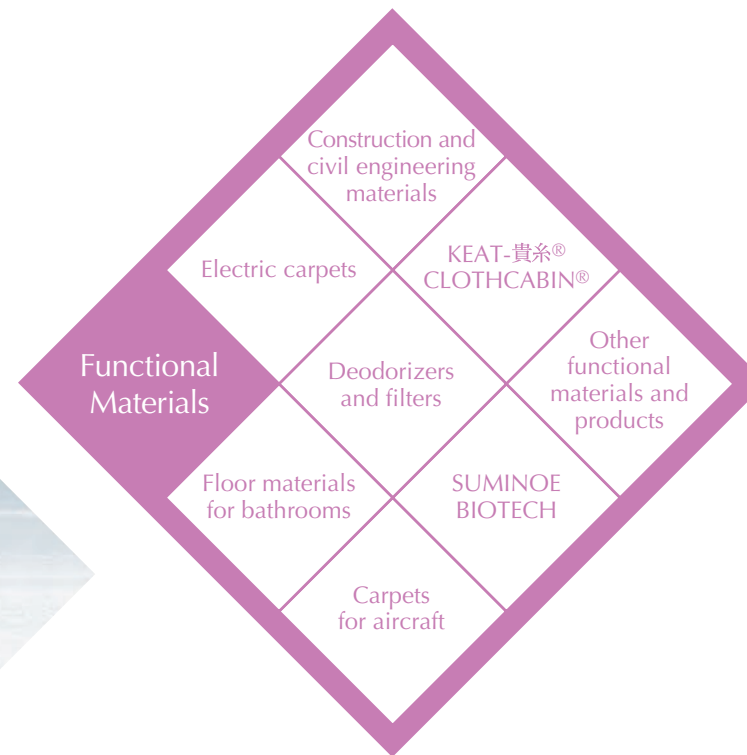 Construction and
civil engineering
materials
Electric carpets
KEAT-貴糸®
CLOTHCABIN®
Functional
Materials
Deodorizers
and filters
Other
functional
materials and
products
Floor materials
for bathrooms
SUMINOE
BIOTECH
Carpets
for aircraft